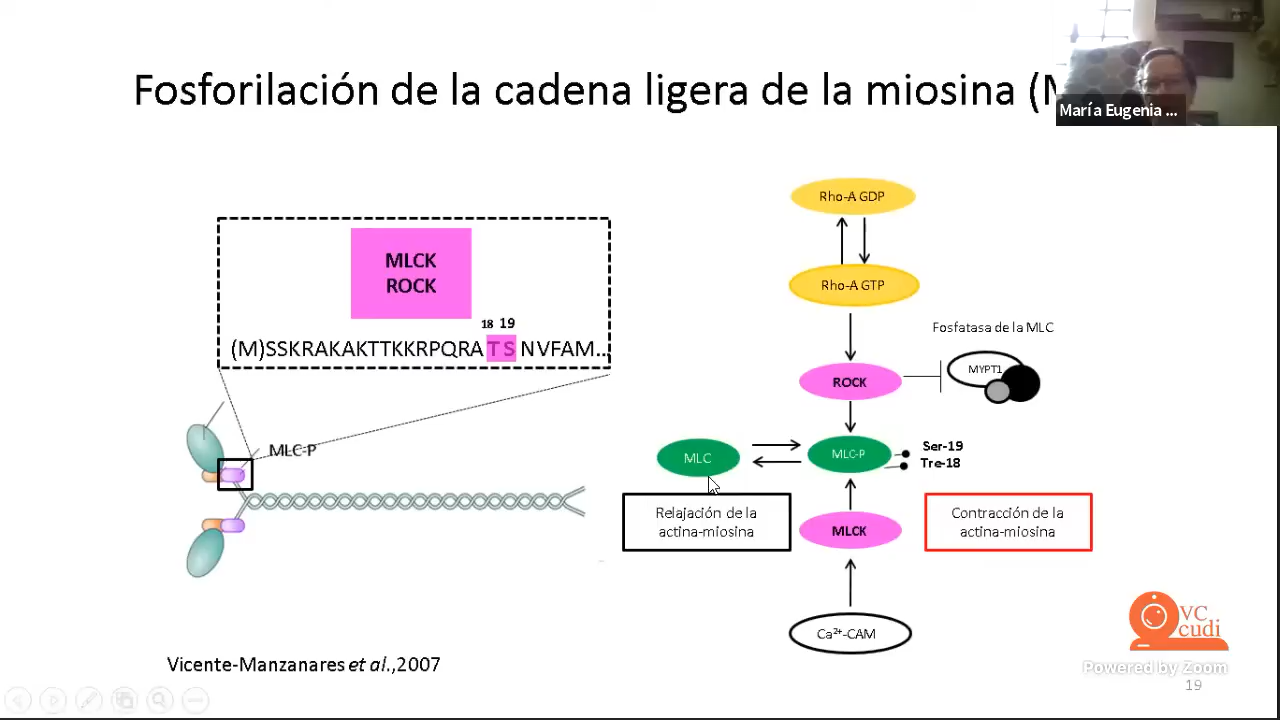 Fosforilación de la cadena ligera de la miosina (
María Eugenia ...
MLCK
ROCK
18 19
(M)SSKRAKAKTTKKRPQRA TS NVFAM...
MLC-P
Rho-A GDP
Rho-A GTP
Fosfatasa de la MLC
ROCK
MYPT1
MLC
MLC-P
Ser-19
Tre-18
Relajación de la
actina-miosina
MLCK
Contracción de la
actina-miosina
Ca²⁺-CAM
VC
cudi
Powered by Zoom
Vicente-Manzanares et al.,2007
19